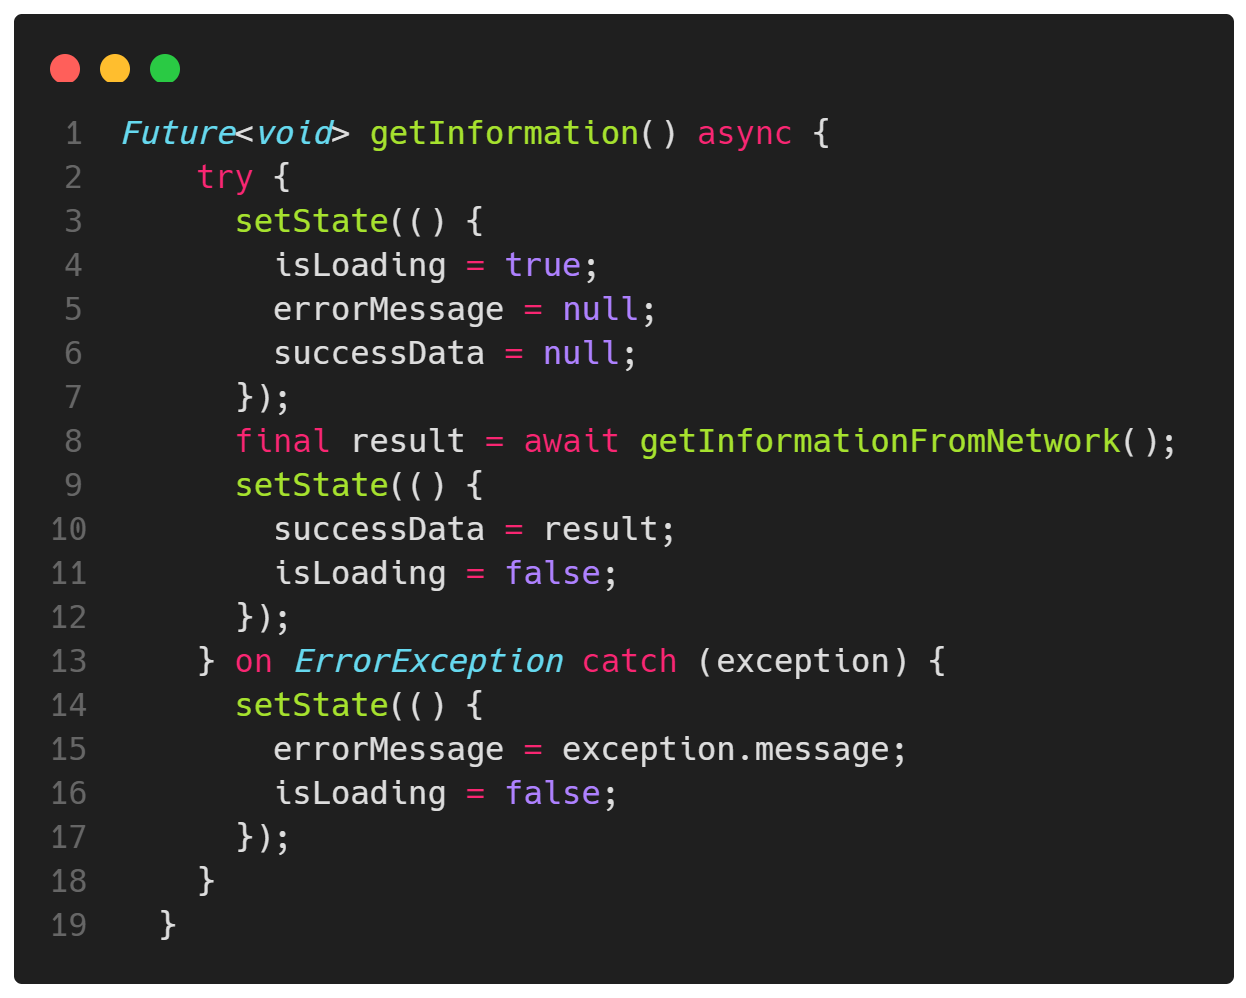 1 Future<void> getInformation() async {
2     try {
3       setState(() {
4         isLoading = true;
5         errorMessage = null;
6         successData = null;
7       });
8       final result = await getInformationFromNetwork();
9       setState(() {
10         successData = result;
11         isLoading = false;
12       });
13     } on ErrorException catch (exception) {
14       setState(() {
15         errorMessage = exception.message;
16         isLoading = false;
17       });
18     }
19   }